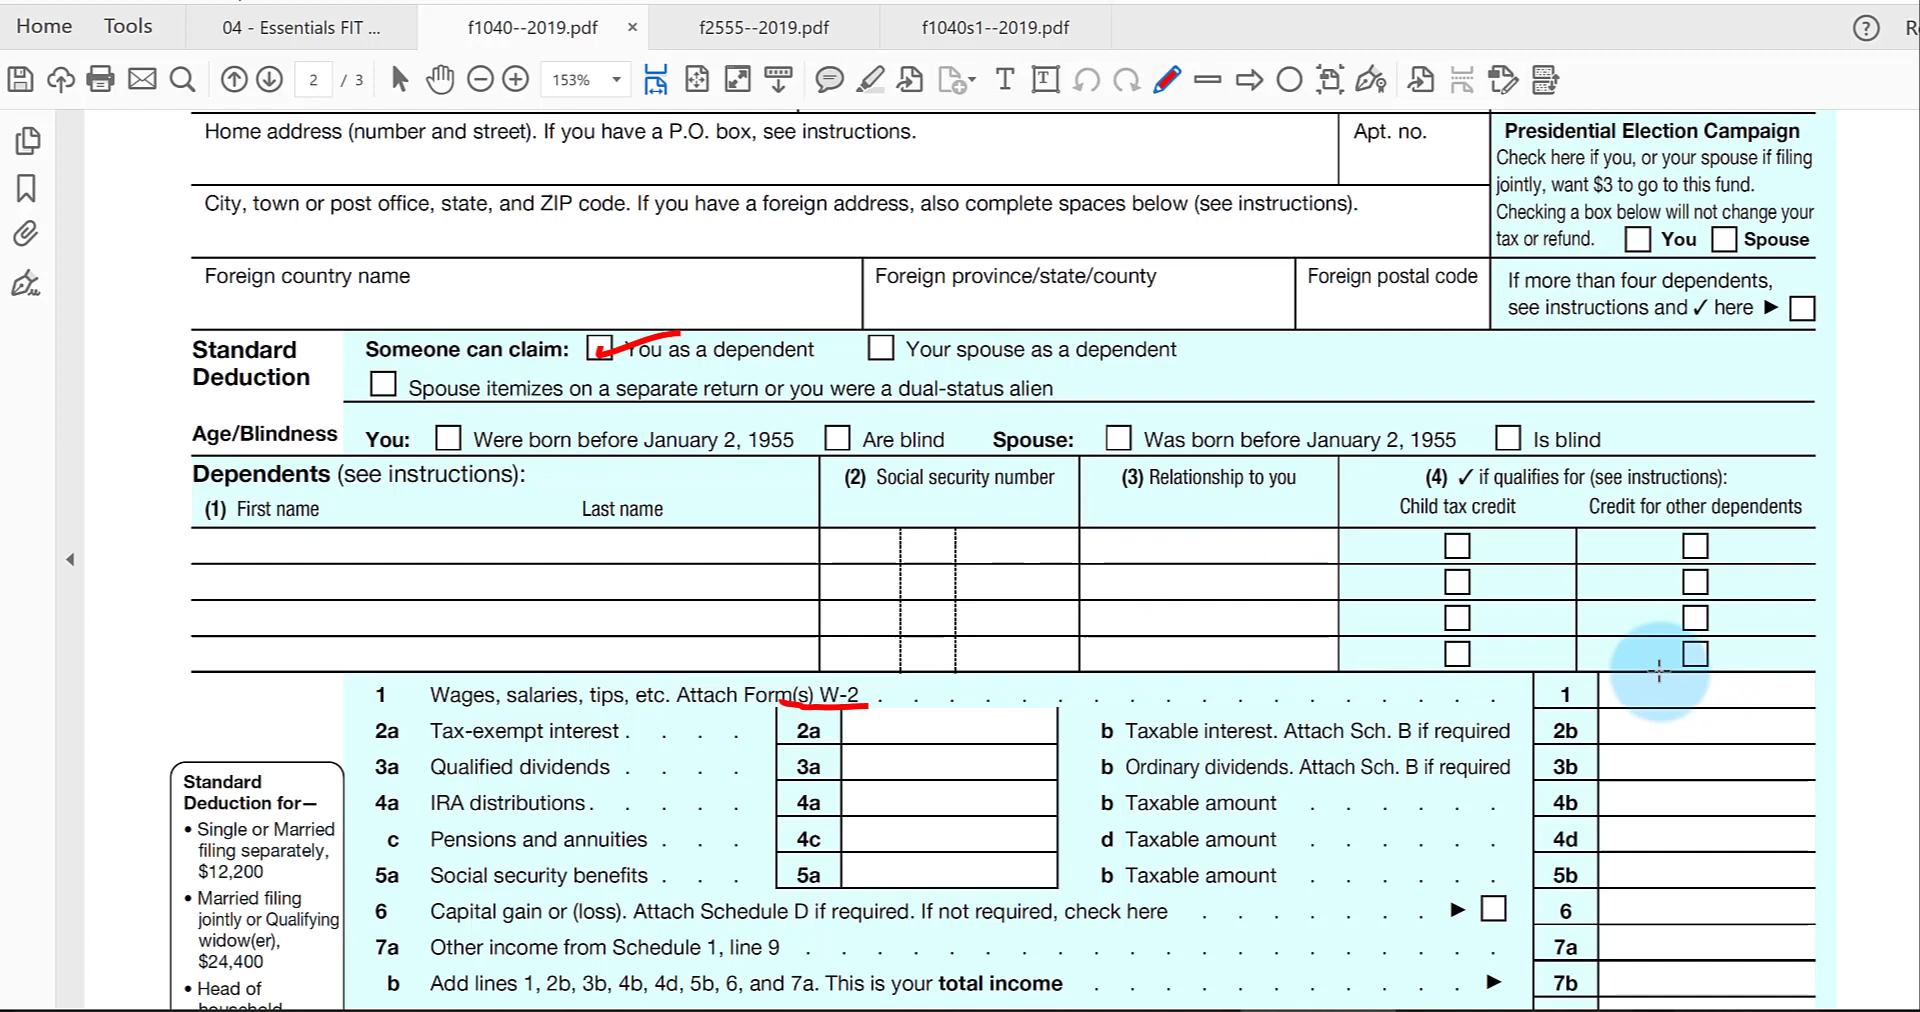 Home Tools 04 - Essentials FIT ... f1040--2019.pdf × f2555--2019.pdf f1040s1--2019.pdf ? R
2 / 3 153%
Home address (number and street). If you have a P.O. box, see instructions. Apt. no.
City, town or post office, state, and ZIP code. If you have a foreign address, also complete spaces below (see instructions).
Presidential Election Campaign
Check here if you, or your spouse if filing
jointly, want $3 to go to this fund.
Checking a box below will not change your
tax or refund. You Spouse
Foreign country name Foreign province/state/county Foreign postal code
If more than four dependents,
see instructions and ✓ here ►
Standard
Deduction
Someone can claim: You as a dependent Your spouse as a dependent
Spouse itemizes on a separate return or you were a dual-status alien
Age/Blindness You: Were born before January 2, 1955 Are blind Spouse: Was born before January 2, 1955 Is blind
Dependents (see instructions): (2) Social security number (3) Relationship to you (4) ✓ if qualifies for (see instructions):
(1) First name Last name Child tax credit Credit for other dependents
1 Wages, salaries, tips, etc. Attach Form(s) W-2 . . . . . . . . . . . . . . . . . . 1
2a Tax-exempt interest . . . . 2a b Taxable interest. Attach Sch. B if required 2b
3a Qualified dividends . . . . 3a b Ordinary dividends. Attach Sch. B if required 3b
4a IRA distributions . . . . . 4a b Taxable amount . . . . . . 4b
c Pensions and annuities . . . 4c d Taxable amount . . . . . . 4d
5a Social security benefits . . . 5a b Taxable amount . . . . . . 5b
6 Capital gain or (loss). Attach Schedule D if required. If not required, check here . . . . . . . ► 6
7a Other income from Schedule 1, line 9 . . . . . . . . . . . . . . . . . . . . 7a
b Add lines 1, 2b, 3b, 4b, 4d, 5b, 6, and 7a. This is your total income . . . . . . . . . . . ► 7b
Standard
Deduction for—
• Single or Married
filing separately,
$12,200
• Married filing
jointly or Qualifying
widow(er),
$24,400
• Head of
household,